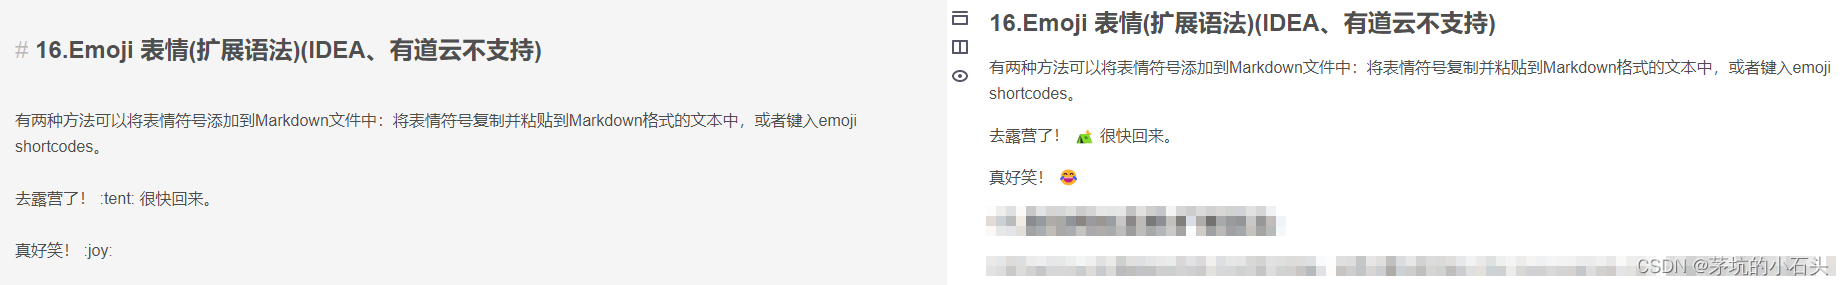 # 16.Emoji 表情(扩展语法)(IDEA、有道云不支持)
有两种方法可以将表情符号添加到Markdown文件中：将表情符号复制并粘贴到Markdown格式的文本中，或者键入emoji
shortcodes。
去露营了！ :tent: 很快回来。
真好笑！ :joy:
16.Emoji 表情(扩展语法)(IDEA、有道云不支持)
有两种方法可以将表情符号添加到Markdown文件中：将表情符号复制并粘贴到Markdown格式的文本中，或者键入emoji
shortcodes。
去露营了！ ⛺ 很快回来。
真好笑！ 😂
CSDN @茅坑的小石头